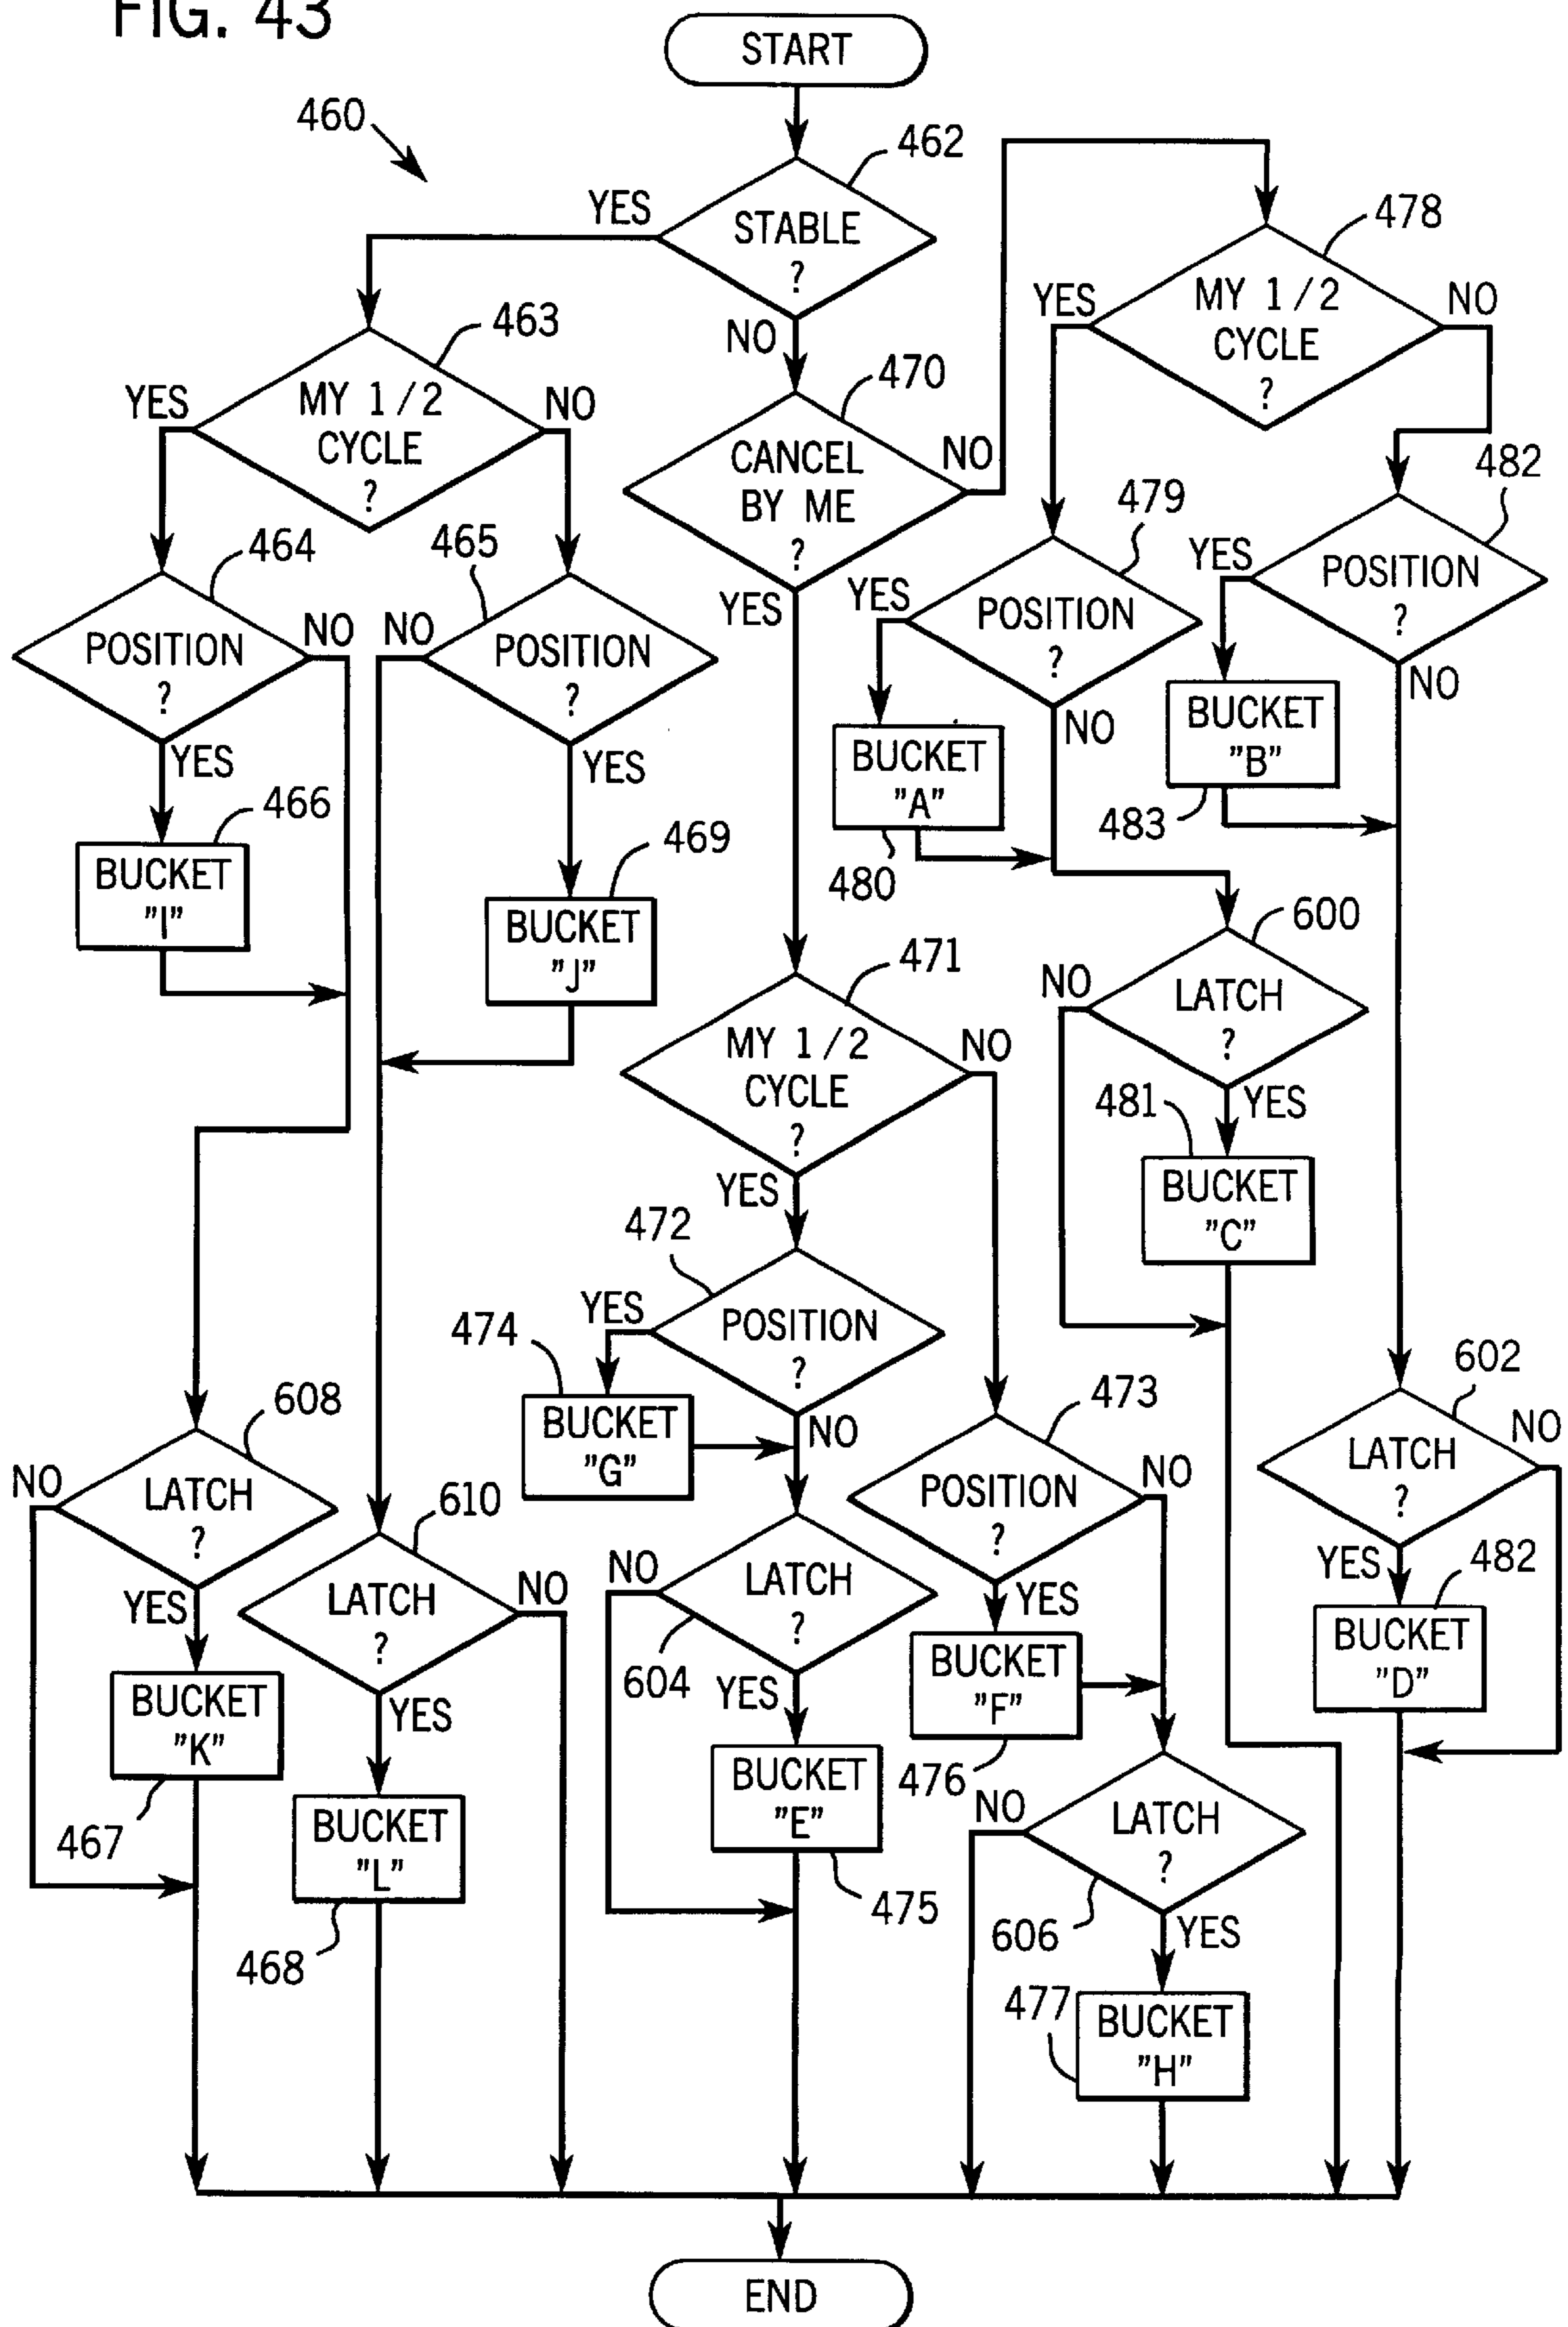 FIG. 43
START
460
462
YES
STABLE
?
NO
478
YES
MY 1/2
CYCLE
?
NO
463
YES
MY 1/2
CYCLE
?
NO
470
CANCEL
BY ME
?
NO
YES
464
POSITION
?
NO
YES
465
NO
POSITION
?
YES
479
YES
POSITION
?
NO
482
YES
POSITION
?
NO
BUCKET
"A"
480
BUCKET
"B"
483
466
BUCKET
"I"
469
BUCKET
"J"
471
MY 1/2
CYCLE
?
NO
YES
600
NO
LATCH
?
YES
481
BUCKET
"C"
472
YES
POSITION
?
NO
474
BUCKET
"G"
473
POSITION
?
NO
YES
602
LATCH
?
NO
YES
482
BUCKET
"D"
608
NO
LATCH
?
YES
610
LATCH
?
NO
YES
NO
LATCH
?
604
YES
BUCKET
"F"
476
BUCKET
"K"
467
BUCKET
"L"
468
BUCKET
"E"
475
NO
LATCH
?
606
YES
477
BUCKET
"H"
END